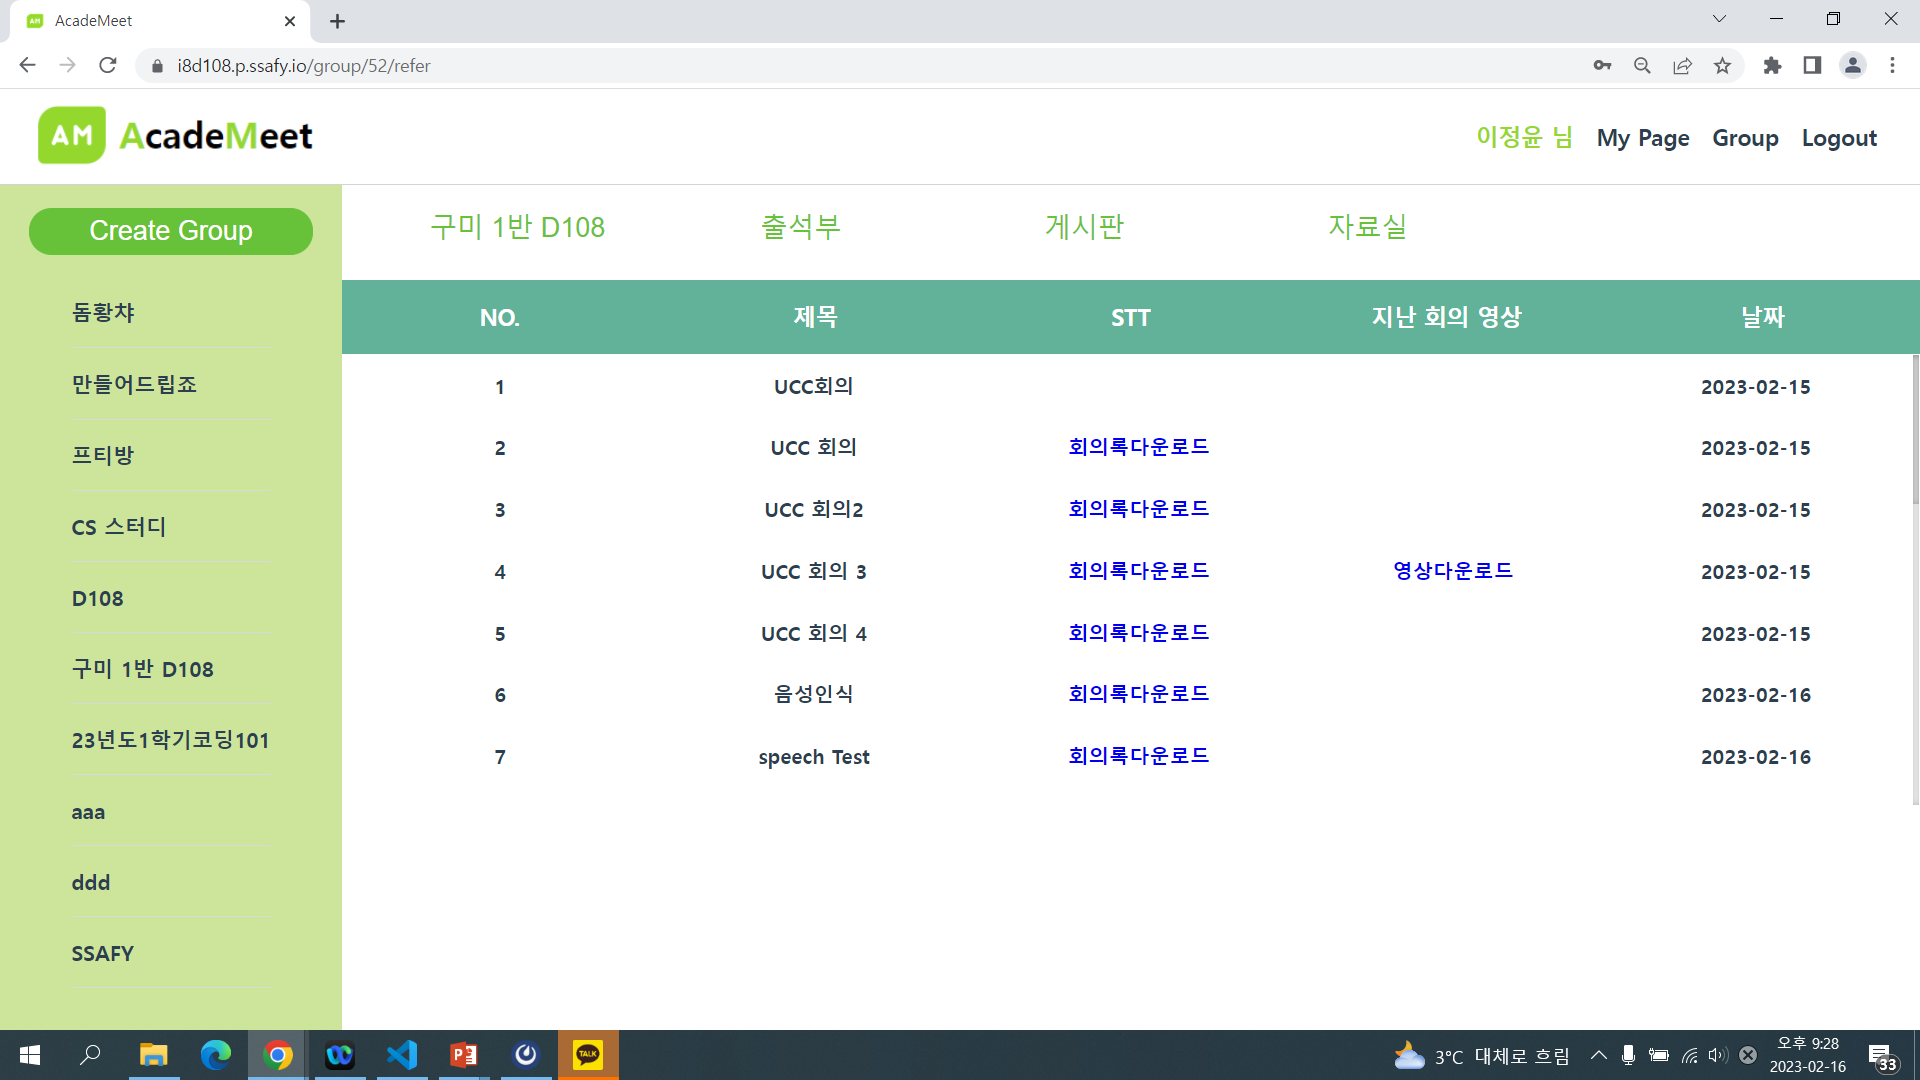 AcadeMeet
i8d108.p.ssafy.io/group/52/refer
AM AcadeMeet
이정윤 님 My Page Group Logout
Create Group
돔황챠
만들어드립죠
프티방
CS 스터디
D108
구미 1반 D108
23년도1학기코딩101
aaa
ddd
SSAFY
구미 1반 D108 출석부 게시판 자료실
NO. 제목 STT 지난 회의 영상 날짜
1 UCC회의 2023-02-15
2 UCC 회의 회의록다운로드 2023-02-15
3 UCC 회의2 회의록다운로드 2023-02-15
4 UCC 회의 3 회의록다운로드 영상다운로드 2023-02-15
5 UCC 회의 4 회의록다운로드 2023-02-15
6 음성인식 회의록다운로드 2023-02-16
7 speech Test 회의록다운로드 2023-02-16
TALK
3°C 대체로 흐림
오후 9:28
2023-02-16
33